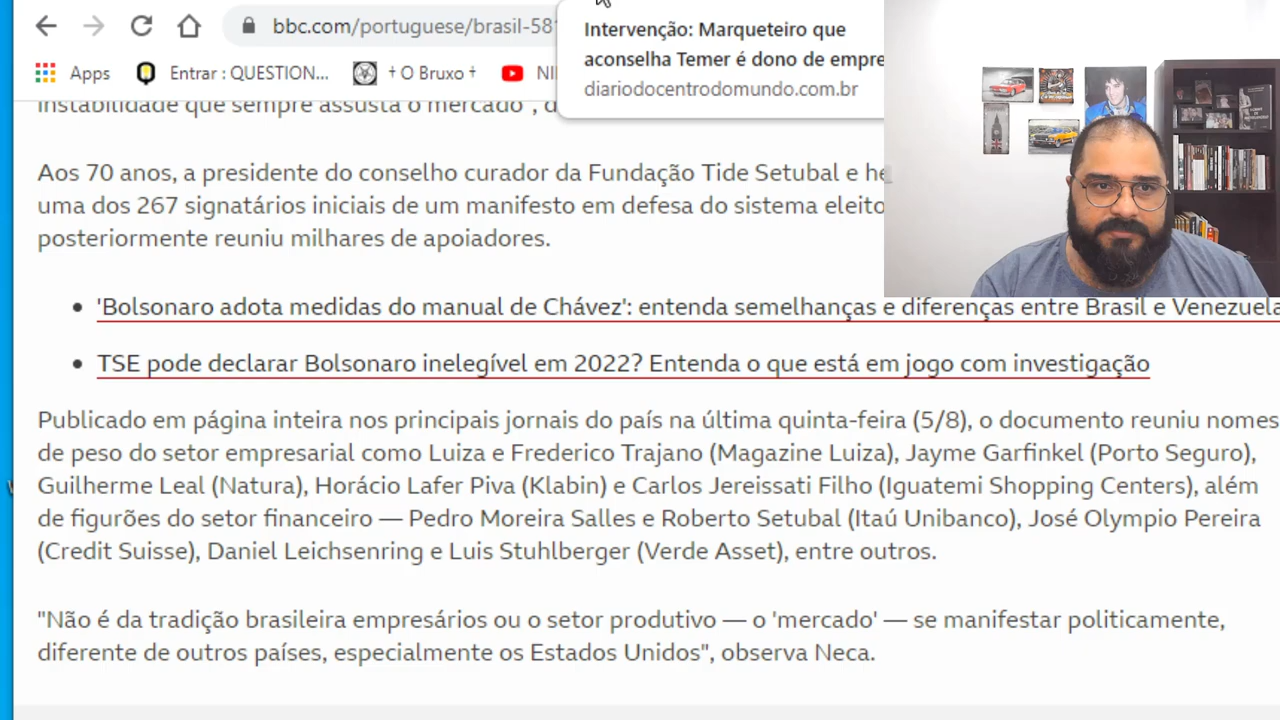 bbc.com/portuguese/brasil-58
Intervenção: Marqueteiro que
aconselha Temer é dono de empre
diariodocentrodomundo.com.br
Apps
Entrar : QUESTION...
† O Bruxo †
instabilidade que sempre assusta o mercado", d
Aos 70 anos, a presidente do conselho curador da Fundação Tide Setubal e he
uma dos 267 signatários iniciais de um manifesto em defesa do sistema eleito
posteriormente reuniu milhares de apoiadores.
• 'Bolsonaro adota medidas do manual de Chávez': entenda semelhanças e diferenças entre Brasil e Venezuela
• TSE pode declarar Bolsonaro inelegível em 2022? Entenda o que está em jogo com investigação
Publicado em página inteira nos principais jornais do país na última quinta-feira (5/8), o documento reuniu nomes
de peso do setor empresarial como Luiza e Frederico Trajano (Magazine Luiza), Jayme Garfinkel (Porto Seguro),
Guilherme Leal (Natura), Horácio Lafer Piva (Klabin) e Carlos Jereissati Filho (Iguatemi Shopping Centers), além
de figurões do setor financeiro — Pedro Moreira Salles e Roberto Setubal (Itaú Unibanco), José Olympio Pereira
(Credit Suisse), Daniel Leichsenring e Luis Stuhlberger (Verde Asset), entre outros.
"Não é da tradição brasileira empresários ou o setor produtivo — o 'mercado' — se manifestar politicamente,
diferente de outros países, especialmente os Estados Unidos", observa Neca.